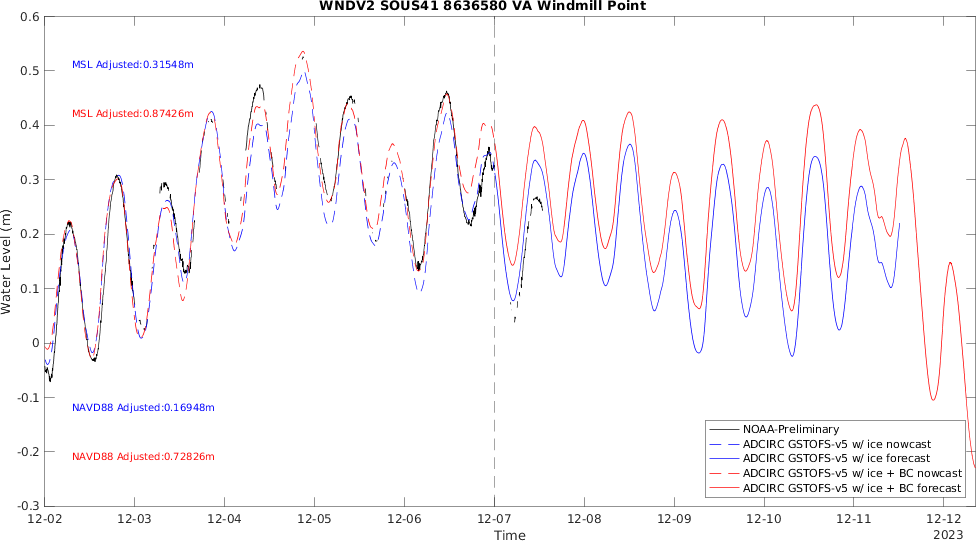 WNDV2 SOUS41 8636580 VA Windmill Point
0.6
0.5
0.4
0.3
0.2
0.1
0
-0.1
-0.2
-0.3
Water Level (m)
MSL Adjusted:0.31548m
MSL Adjusted:0.87426m
NAVD88 Adjusted:0.16948m
NAVD88 Adjusted:0.72826m
NOAA-Preliminary
ADCIRC GSTOFS-v5 w/ ice nowcast
ADCIRC GSTOFS-v5 w/ ice forecast
ADCIRC GSTOFS-v5 w/ ice + BC nowcast
ADCIRC GSTOFS-v5 w/ ice + BC forecast
12-02 12-03 12-04 12-05 12-06 12-07 12-08 12-09 12-10 12-11 12-12
Time
2023